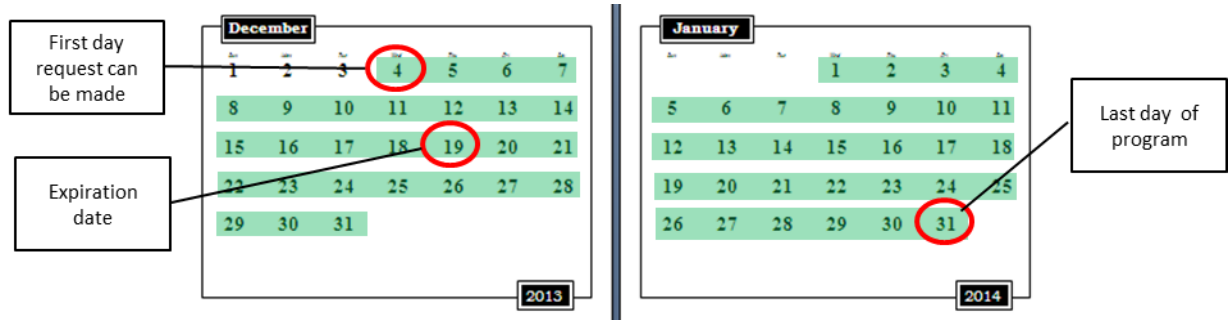 First day
request can
be made
Expiration
date
December
1 2 3 4 5 6 7
8 9 10 11 12 13 14
15 16 17 18 19 20 21
22 23 24 25 26 27 28
29 30 31
2013
January
1 2 3 4
5 6 7 8 9 10 11
12 13 14 15 16 17 18
19 20 21 22 23 24 25
26 27 28 29 30 31
2014
Last day of
program